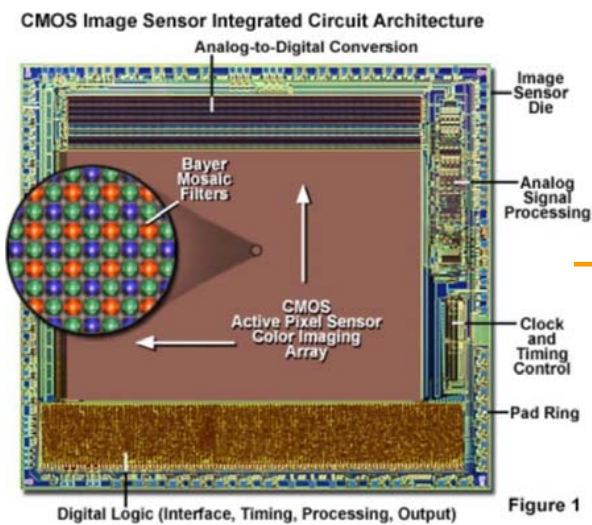 CMOS Image Sensor Integrated Circuit Architecture
Analog-to-Digital Conversion
Image
Sensor
Die
Bayer
Mosaic
Filters
Analog
Signal
Processing
CMOS
Active Pixel Sensor
Color Imaging
Array
Clock
and
Timing
Control
Pad Ring
Digital Logic (Interface, Timing, Processing, Output)
Figure 1